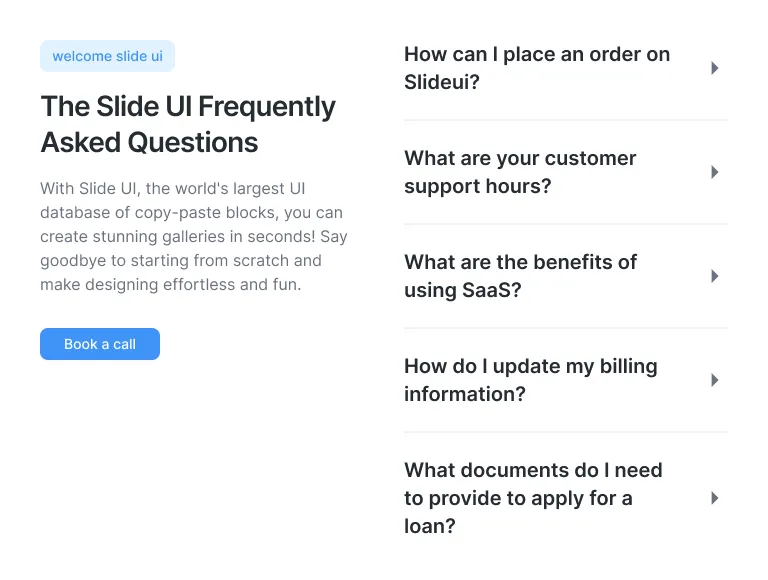 welcome slide ui
The Slide UI Frequently
Asked Questions
With Slide UI, the world's largest UI
database of copy-paste blocks, you can
create stunning galleries in seconds! Say
goodbye to starting from scratch and
make designing effortless and fun.
Book a call
How can I place an order on
Slideui?
What are your customer
support hours?
What are the benefits of
using SaaS?
How do I update my billing
information?
What documents do I need
to provide to apply for a
loan?